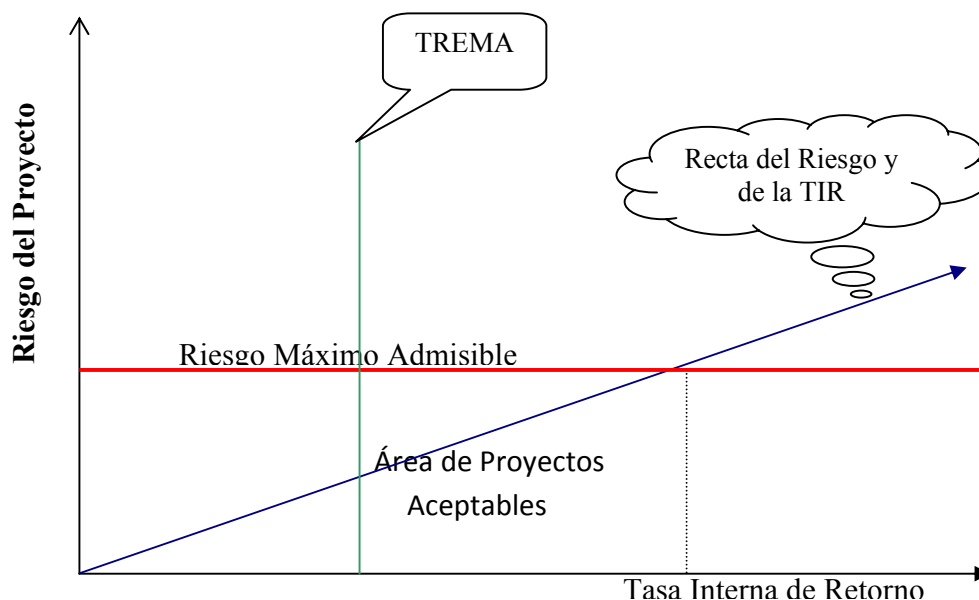 TREMA
Riesgo del Proyecto
Recta del Riesgo y
de la TIR
Riesgo Máximo Admisible
Área de Proyectos
Aceptables
Tasa Interna de Retorno